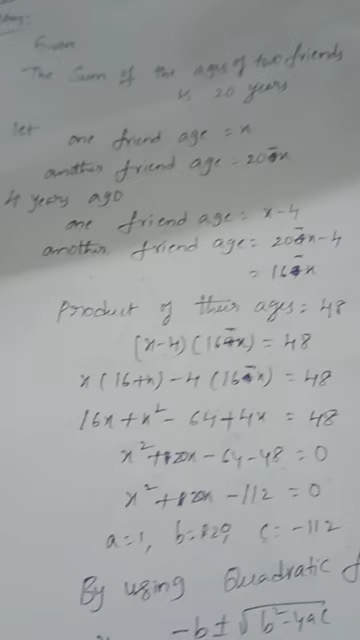 Given
The Sum of the ages of two friends
is 20 years
let
one friend age = x
another friend age = 20-x
4 years ago
one friend age = x-4
another friend age = 20-x-4
= 16-x
Product of their ages = 48
(x-4)(16-x) = 48
x(16+x)-4(16-x) = 48
16x+x²-64+4x = 48
x²+20x-64-48 = 0
x²+20x-112 = 0
a=1, b=20, c=-112
By using Quadratic
-b±√b²-4ac